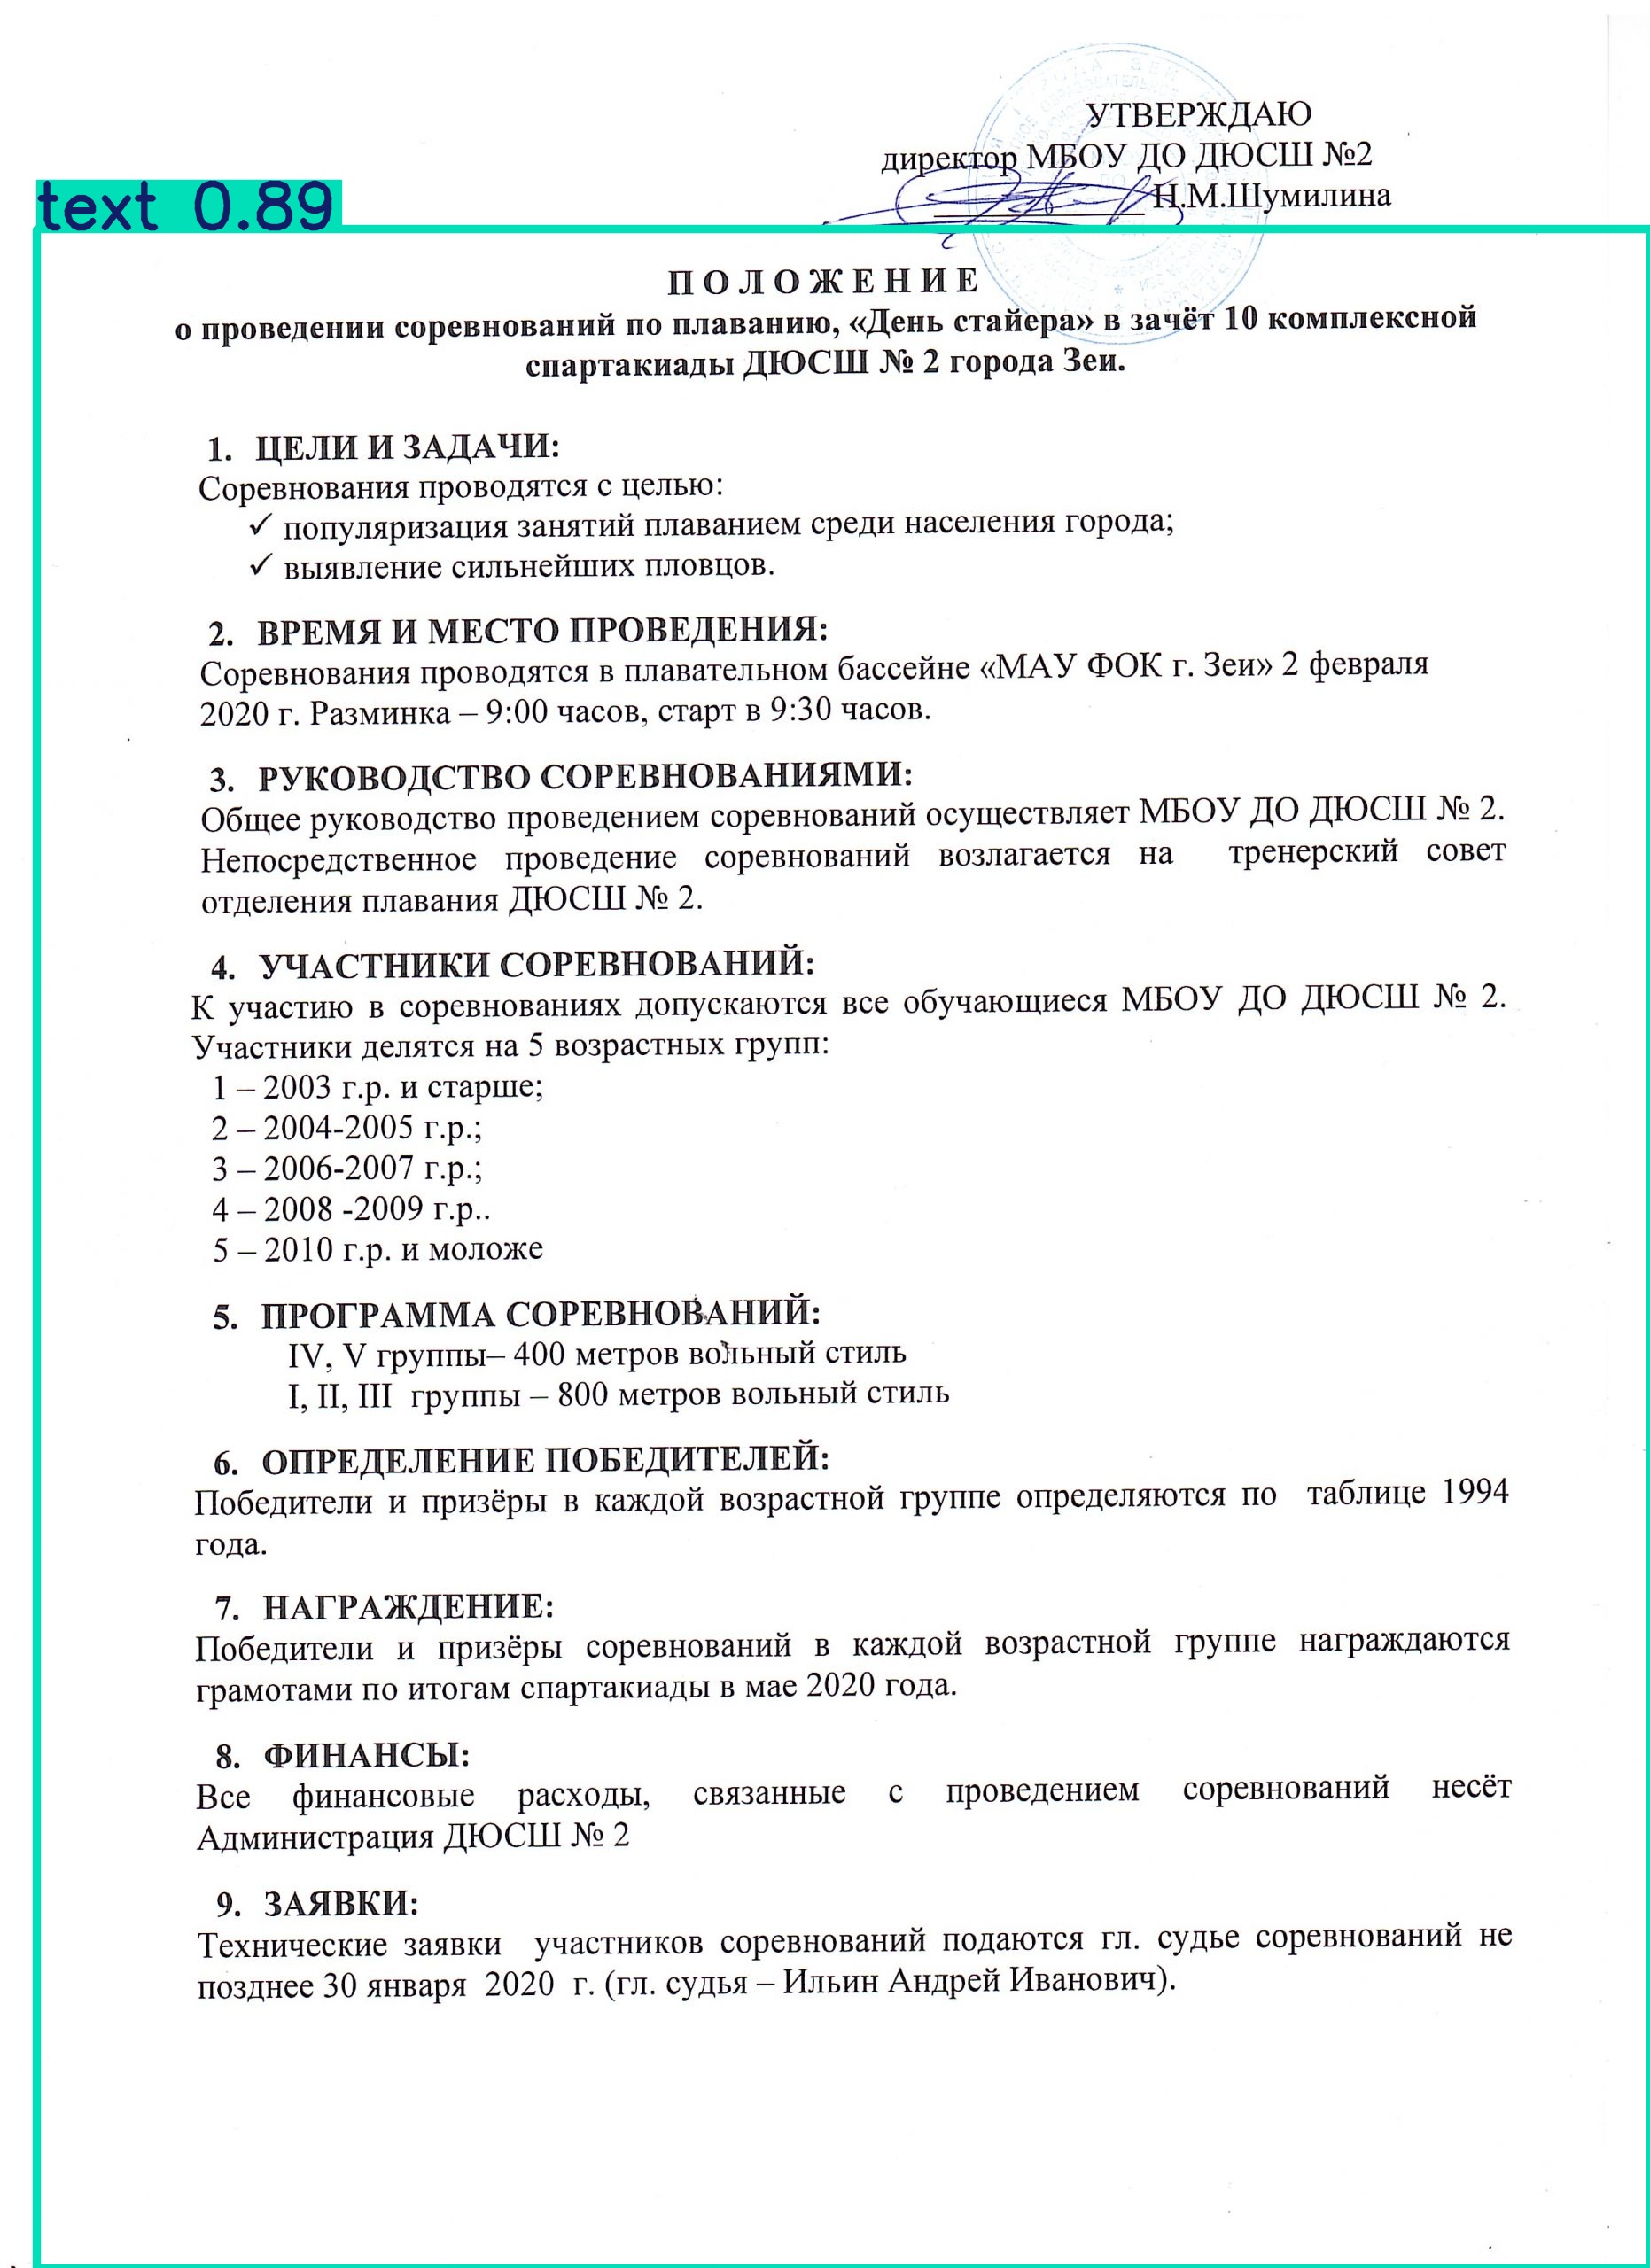 УТВЕРЖДАЮ
директор МБОУ ДО ДЮСШ №2
Н.М.Шумилина
text 0.89
П О Л О Ж Е Н И Е
о проведении соревнований по плаванию, «День стайера» в зачёт 10 комплексной
спартакиады ДЮСШ № 2 города Зеи.
1. ЦЕЛИ И ЗАДАЧИ:
Соревнования проводятся с целью:
✓ популяризация занятий плаванием среди населения города;
✓ выявление сильнейших пловцов.
2. ВРЕМЯ И МЕСТО ПРОВЕДЕНИЯ:
Соревнования проводятся в плавательном бассейне «МАУ ФОК г. Зеи» 2 февраля
2020 г. Разминка – 9:00 часов, старт в 9:30 часов.
3. РУКОВОДСТВО СОРЕВНОВАНИЯМИ:
Общее руководство проведением соревнований осуществляет МБОУ ДО ДЮСШ № 2.
Непосредственное проведение соревнований возлагается на тренерский совет
отделения плавания ДЮСШ № 2.
4. УЧАСТНИКИ СОРЕВНОВАНИЙ:
К участию в соревнованиях допускаются все обучающиеся МБОУ ДО ДЮСШ № 2.
Участники делятся на 5 возрастных групп:
1 – 2003 г.р. и старше;
2 – 2004-2005 г.р.;
3 – 2006-2007 г.р.;
4 – 2008 -2009 г.р..
5 – 2010 г.р. и моложе
5. ПРОГРАММА СОРЕВНОВАНИЙ:
IV, V группы– 400 метров вольный стиль
I, II, III группы – 800 метров вольный стиль
6. ОПРЕДЕЛЕНИЕ ПОБЕДИТЕЛЕЙ:
Победители и призёры в каждой возрастной группе определяются по таблице 1994
года.
7. НАГРАЖДЕНИЕ:
Победители и призёры соревнований в каждой возрастной группе награждаются
грамотами по итогам спартакиады в мае 2020 года.
8. ФИНАНСЫ:
Все финансовые расходы, связанные с проведением соревнований несёт
Администрация ДЮСШ № 2
9. ЗАЯВКИ:
Технические заявки участников соревнований подаются гл. судье соревнований не
позднее 30 января 2020 г. (гл. судья – Ильин Андрей Иванович).